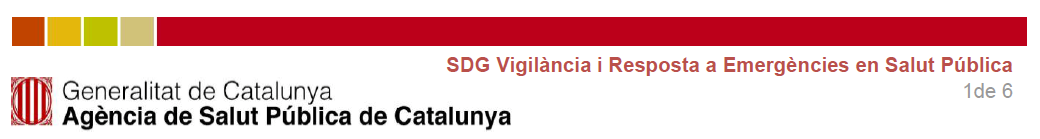 SDG Vigilància i Resposta a Emergències en Salut Pública
1de 6
Generalitat de Catalunya
Agència de Salut Pública de Catalunya